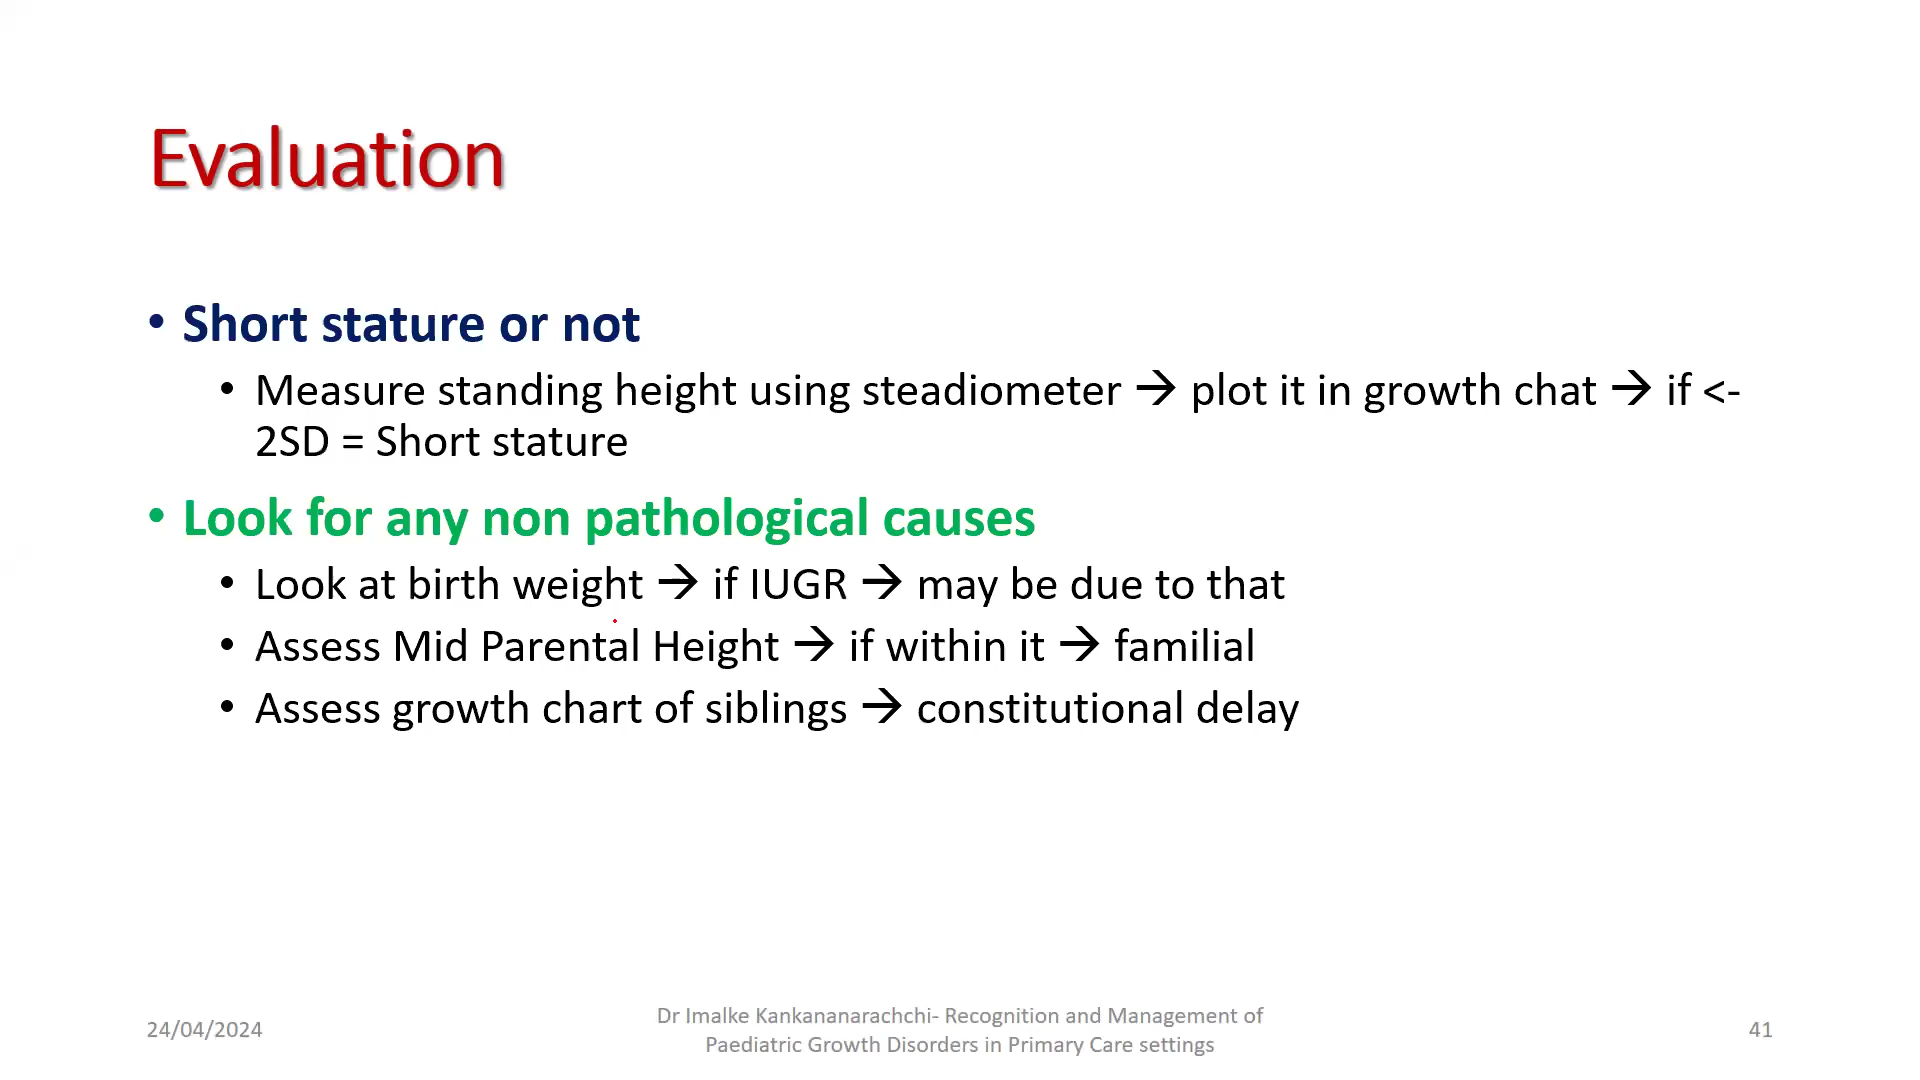 Evaluation
• Short stature or not
• Measure standing height using steadiometer → plot it in growth chat → if <-
2SD = Short stature
• Look for any non pathological causes
• Look at birth weight → if IUGR → may be due to that
• Assess Mid Parental Height → if within it → familial
• Assess growth chart of siblings → constitutional delay
24/04/2024
Dr Imalke Kankananarachchi- Recognition and Management of
Paediatric Growth Disorders in Primary Care settings
41